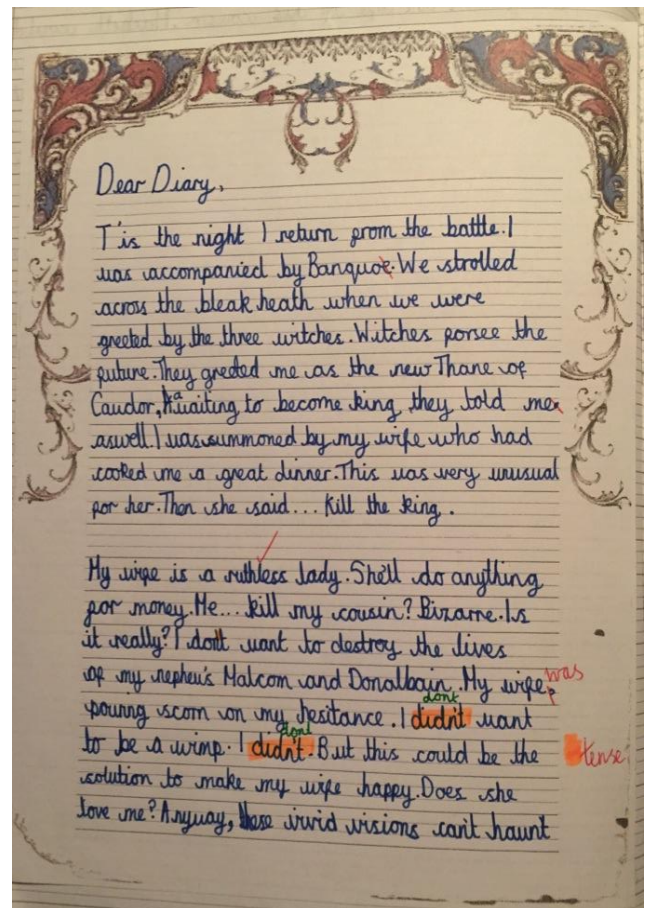 Dear Diary,
T'is the night I return from the battle. I
was accompanied by Banquoe. We strolled
across the bleak heath when we were
greeted by the three witches. Witches forsee the
future. They greeted me as the new Thane of
Caudor, Awaiting to become king they told me
aswell. I was summoned by my wife who had
cooked me a great dinner. This was very unusual
for her. Then she said... Kill the king.
My wife is a ruthless lady. She'll do anything
for money. Me... kill my cousin? Bizarre. Is
it really? I don't want to destroy the lives
of my nephew's Malcom and Donalbain. My wife was
pouring scorn on my hesitance. I didn't dont want
to be a wimp. I didn't dont. But this could be the tense
solution to make my wife happy. Does she
love me? Anyway, these vivid visions can't haunt